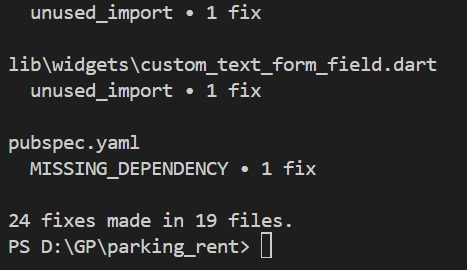 unused_import • 1 fix
lib\widgets\custom_text_form_field.dart
unused_import • 1 fix
pubspec.yaml
MISSING_DEPENDENCY • 1 fix
24 fixes made in 19 files.
PS D:\GP\parking_rent>